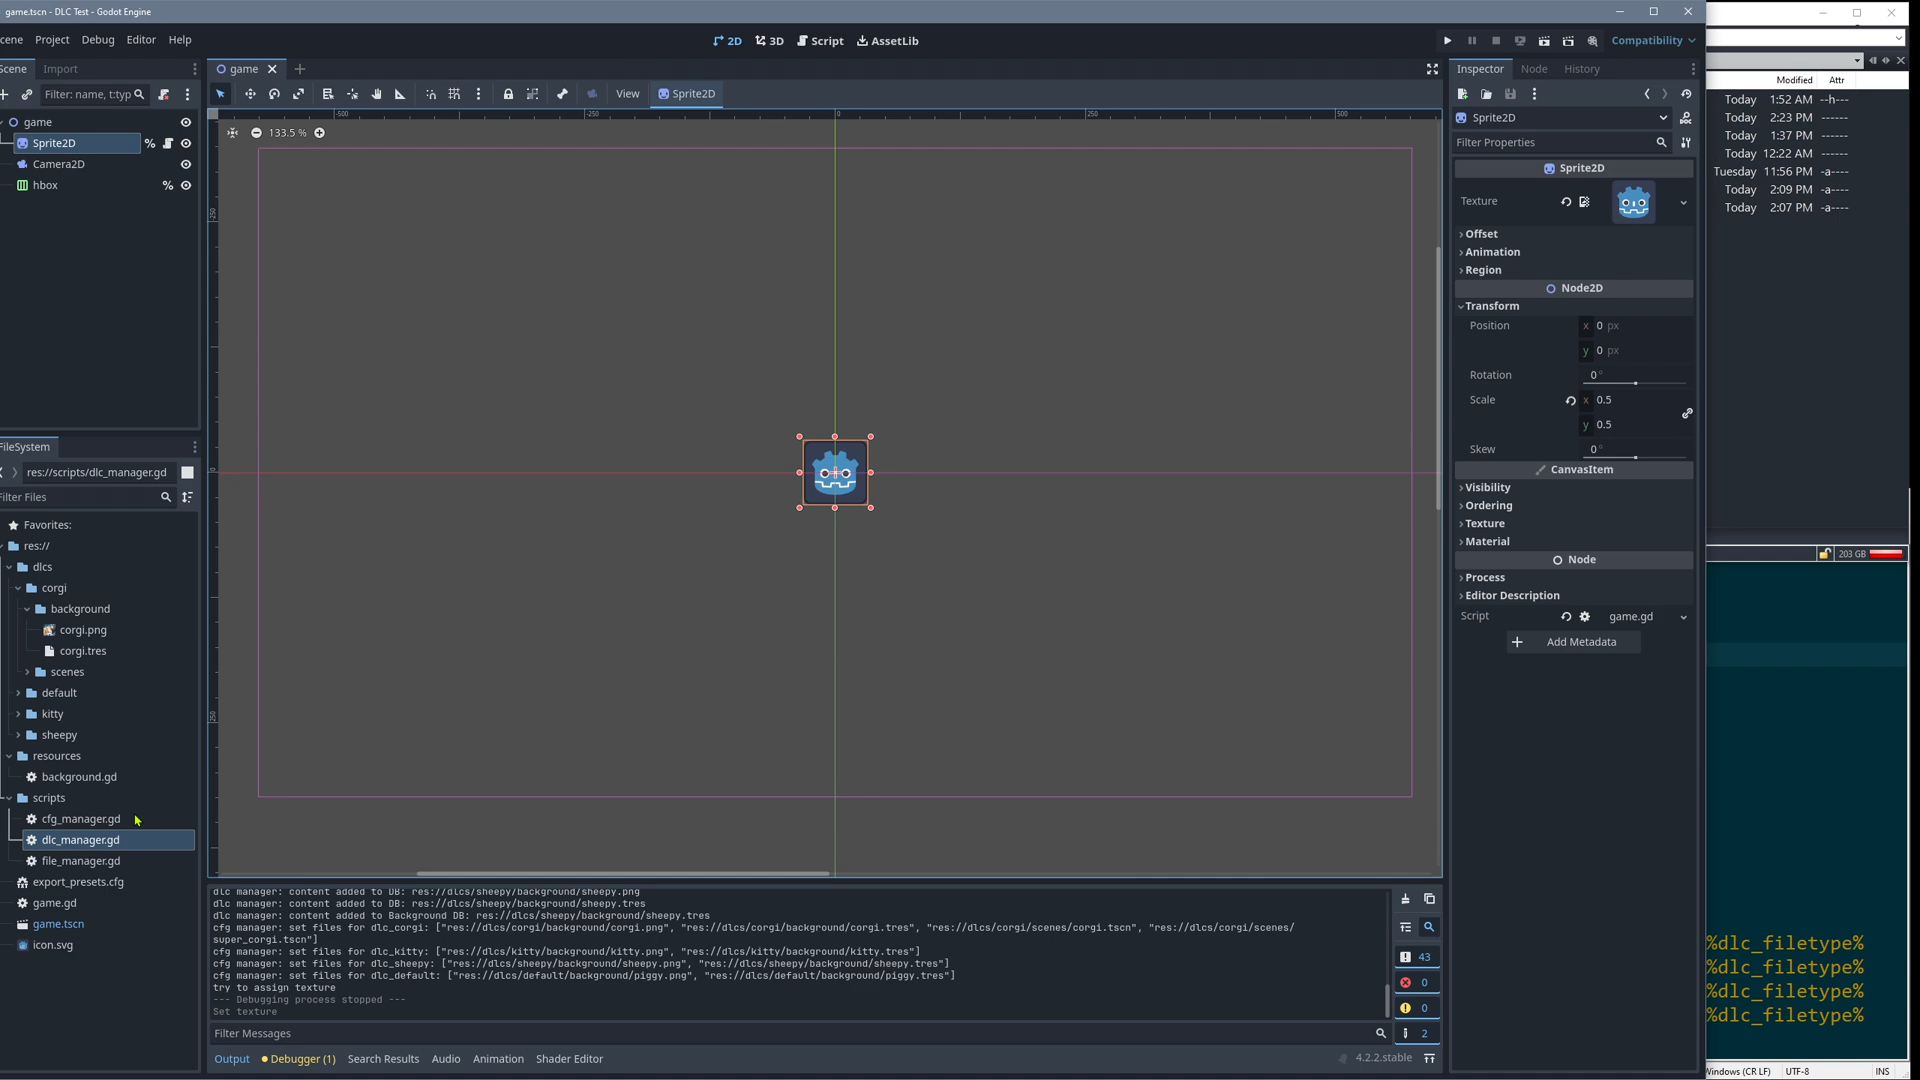 game.tscn - DLC Test - Godot Engine
cene Project Debug Editor Help
2D 3D Script AssetLib
Compatibility
Scene Import
game
Inspector Node History
Filter: name, t:typ
View Sprite2D
game
Sprite2D %
Camera2D
hbox %
-500 -250 0 250 500
133.5 %
-250
0
250
Sprite2D
Filter Properties
Sprite2D
Texture
Offset
Animation
Region
Node2D
Transform
Position x 0 px
y 0 px
Rotation 0 °
Scale x 0.5
y 0.5
Skew 0 °
CanvasItem
Visibility
Ordering
Texture
Material
Node
Process
Editor Description
Script game.gd
Add Metadata
FileSystem
res://scripts/dlc_manager.gd
Filter Files
Favorites:
res://
dlcs
corgi
background
corgi.png
corgi.tres
scenes
default
kitty
sheepy
resources
background.gd
scripts
cfg_manager.gd
dlc_manager.gd
file_manager.gd
export_presets.cfg
game.gd
game.tscn
icon.svg
dlc manager: content added to DB: res://dlcs/sheepy/background/sheepy.png
dlc manager: content added to DB: res://dlcs/sheepy/background/sheepy.tres
dlc manager: content added to Background DB: res://dlcs/sheepy/background/sheepy.tres
cfg manager: set files for dlc_corgi: ["res://dlcs/corgi/background/corgi.png", "res://dlcs/corgi/background/corgi.tres", "res://dlcs/corgi/scenes/corgi.tscn", "res://dlcs/corgi/scenes/
super_corgi.tscn"]
cfg manager: set files for dlc_kitty: ["res://dlcs/kitty/background/kitty.png", "res://dlcs/kitty/background/kitty.tres"]
cfg manager: set files for dlc_sheepy: ["res://dlcs/sheepy/background/sheepy.png", "res://dlcs/sheepy/background/sheepy.tres"]
cfg manager: set files for dlc_default: ["res://dlcs/default/background/piggy.png", "res://dlcs/default/background/piggy.tres"]
try to assign texture
--- Debugging process stopped ---
Set texture
43
0
0
2
Filter Messages
Output Debugger (1) Search Results Audio Animation Shader Editor
4.2.2.stable
Modified Attr
Today 1:52 AM --h---
Today 2:23 PM ------
Today 1:37 PM ------
Today 12:22 AM ------
Tuesday 11:56 PM -a----
Today 2:09 PM -a----
Today 2:07 PM -a----
203 GB
%dlc_filetype%
%dlc_filetype%
%dlc_filetype%
%dlc_filetype%
Windows (CR LF) UTF-8 INS